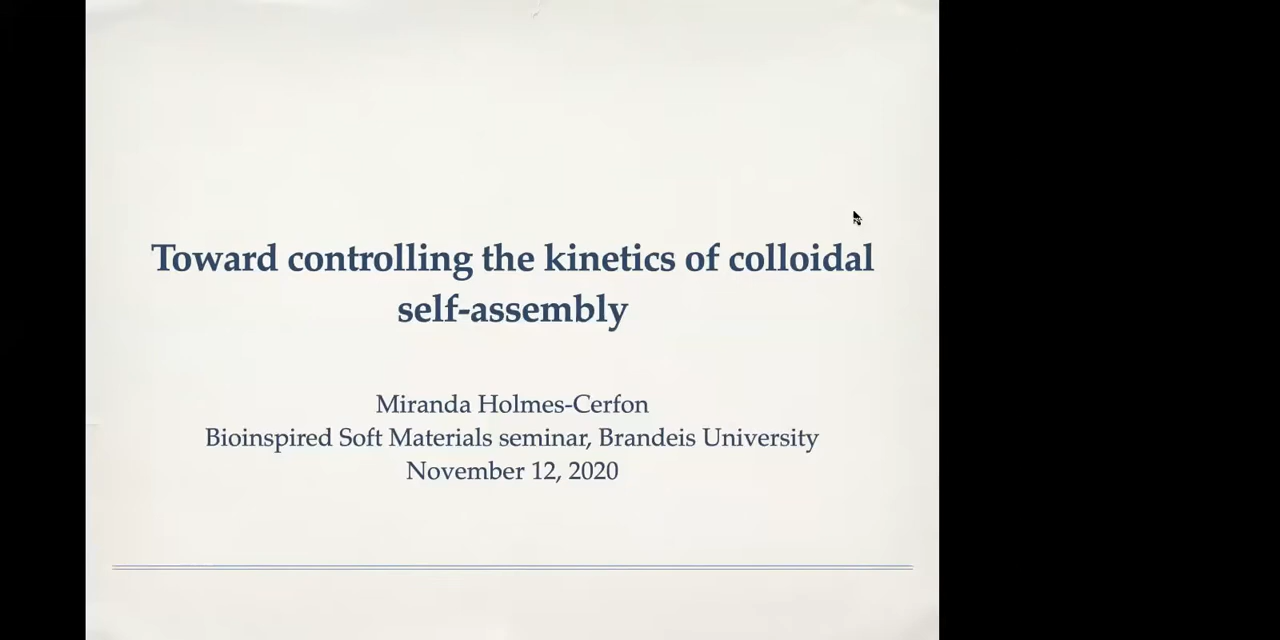 Toward controlling the kinetics of colloidal
self-assembly
Miranda Holmes-Cerfon
Bioinspired Soft Materials seminar, Brandeis University
November 12, 2020